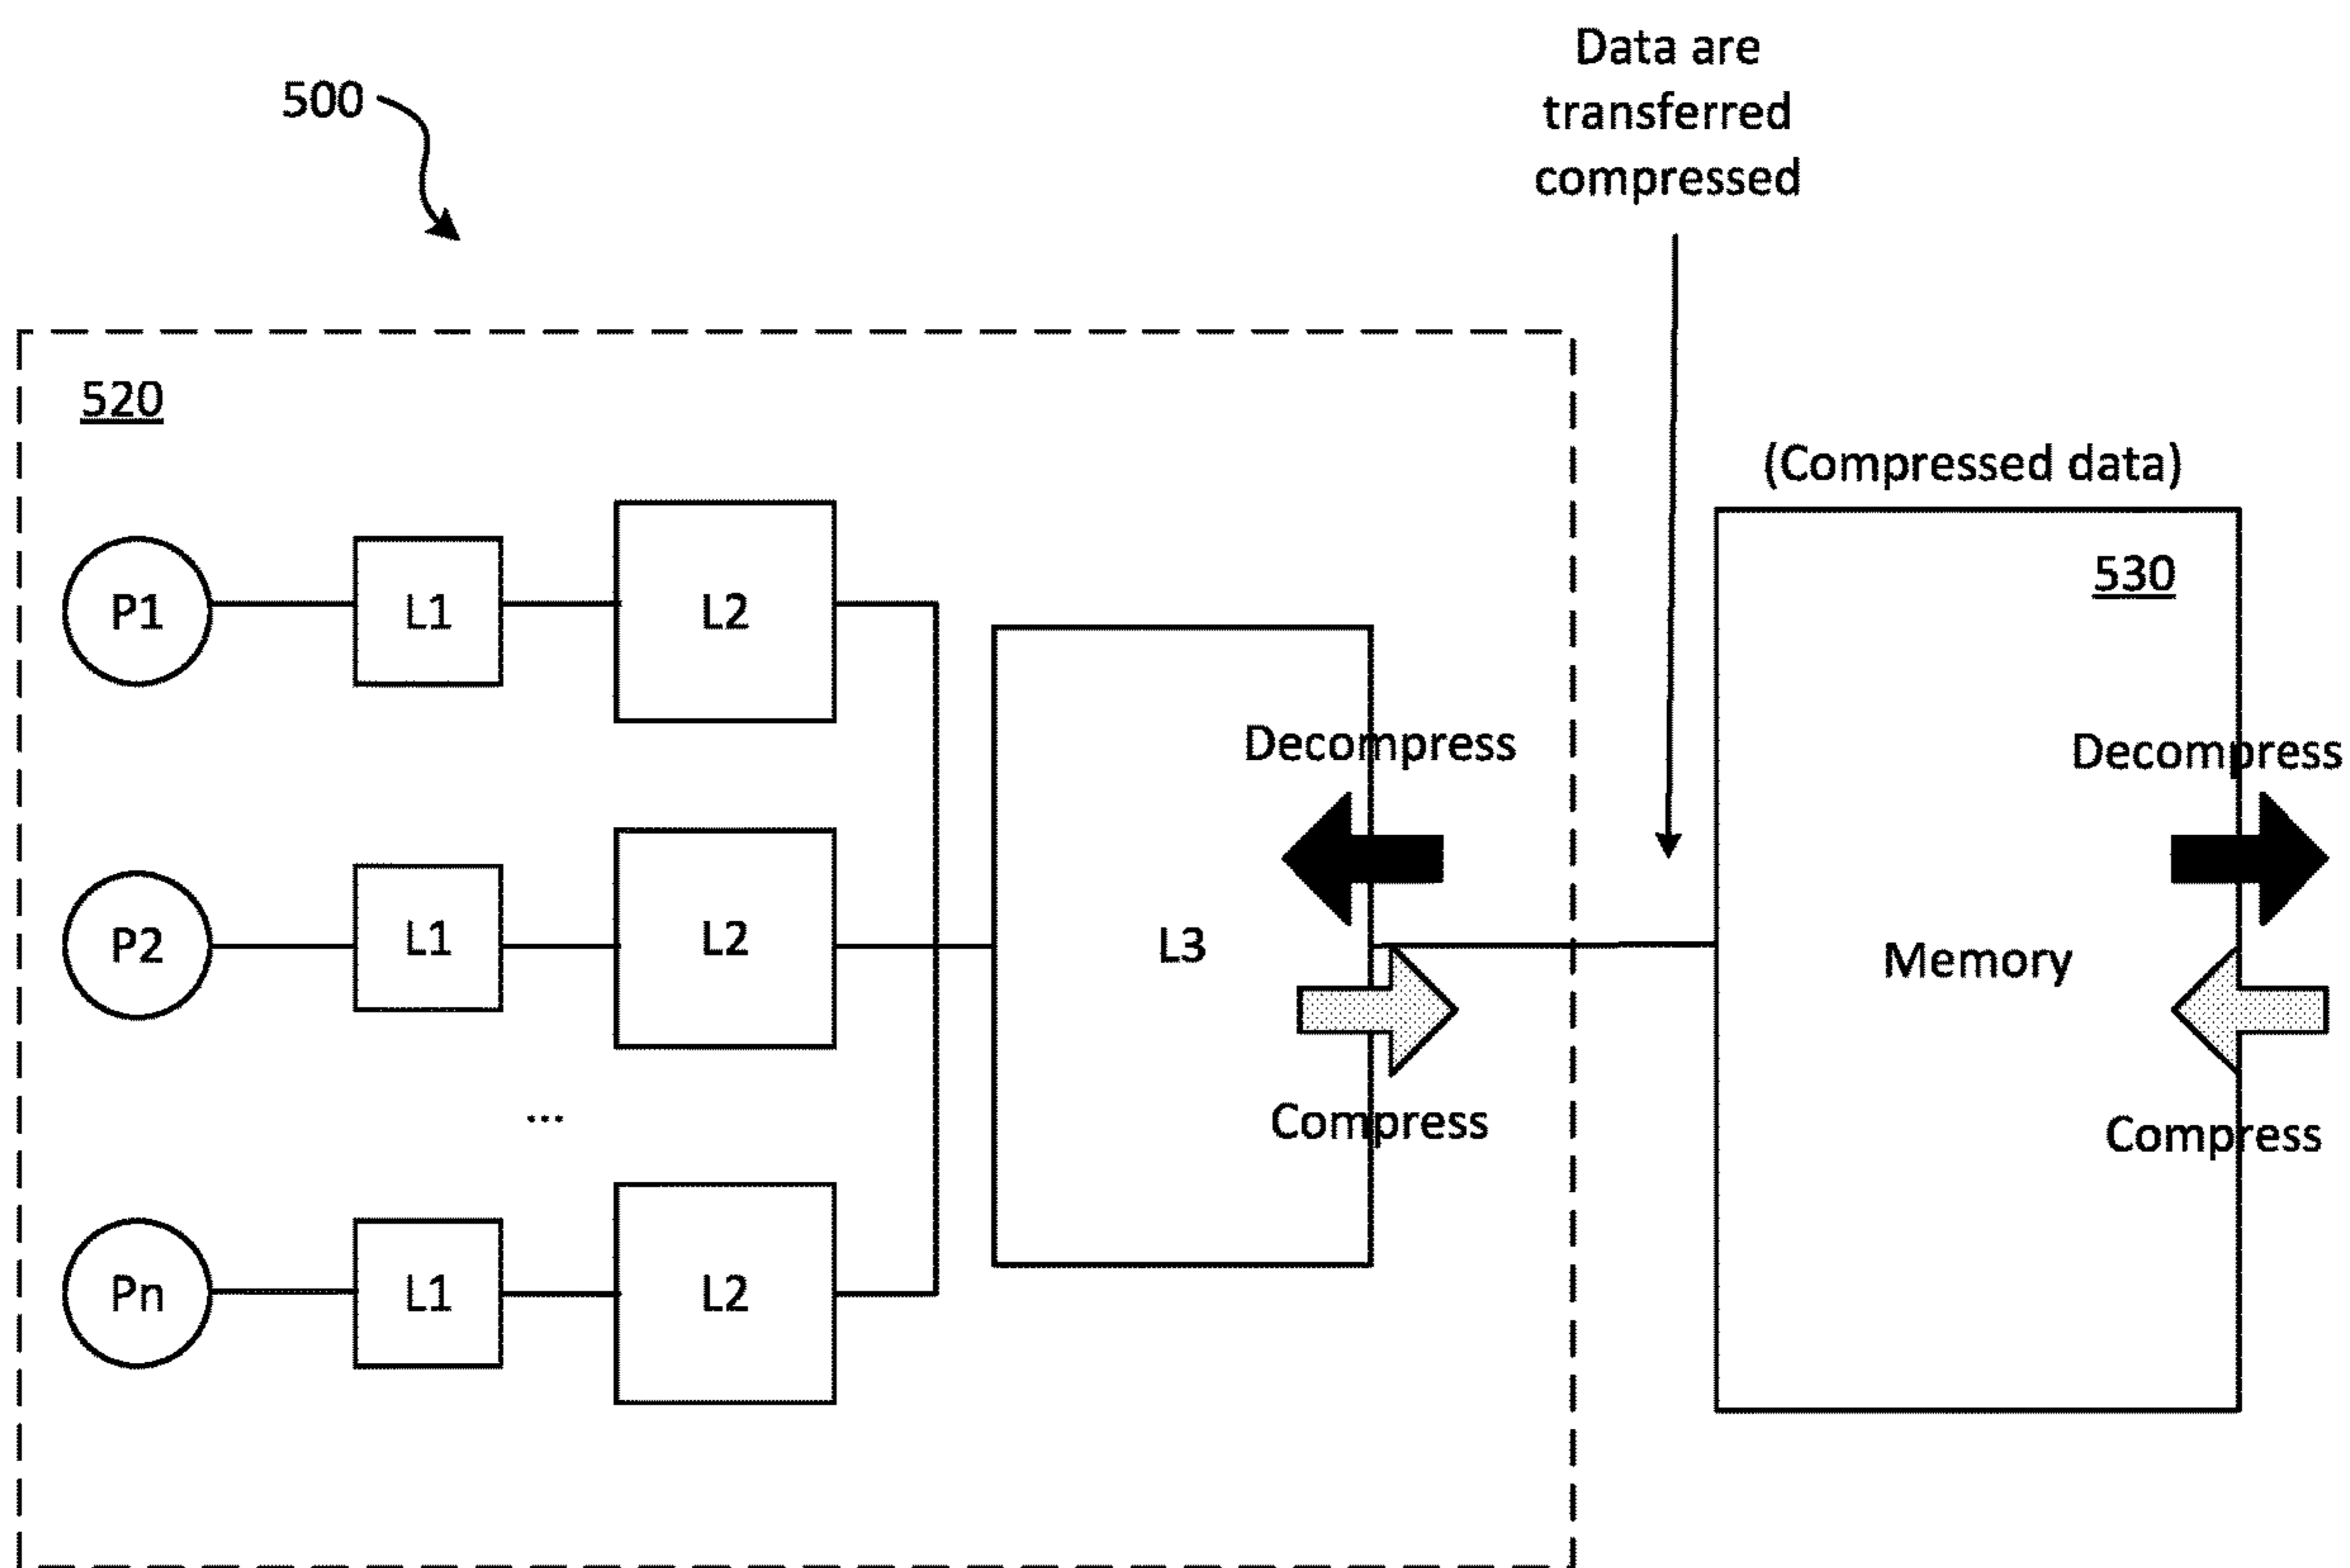 Data are
transferred
compressed
500
520
(Compressed data)
530
P1
L1
L2
Decompress
Decompress
P2
L1
L2
L3
Memory
...
Compress
Compress
Pn
L1
L2